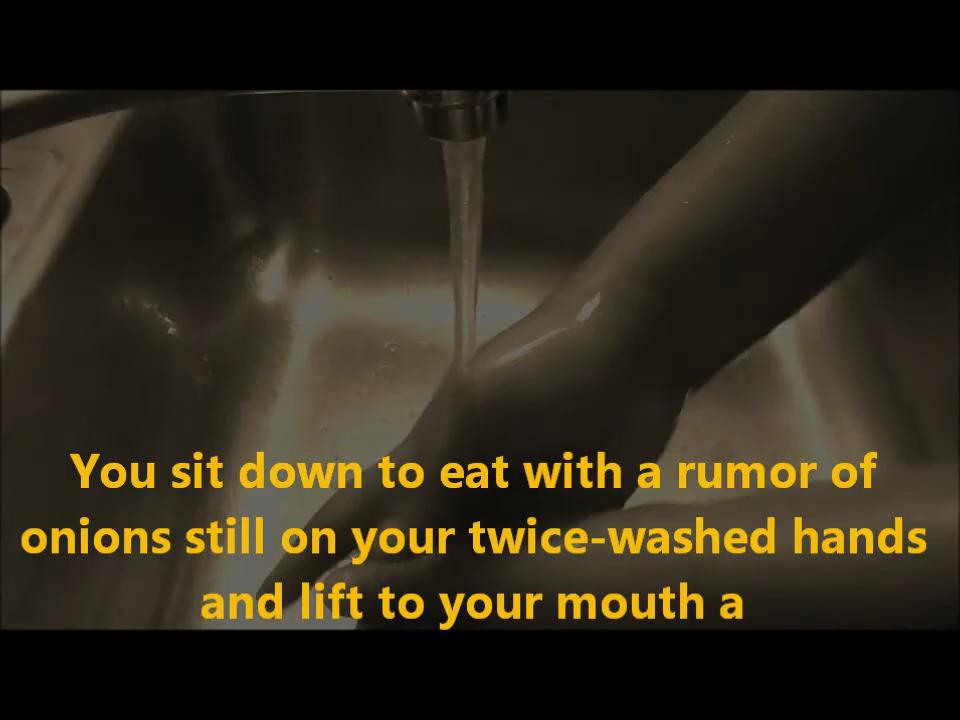 You sit down to eat with a rumor of
onions still on your twice-washed hands
and lift to your mouth a